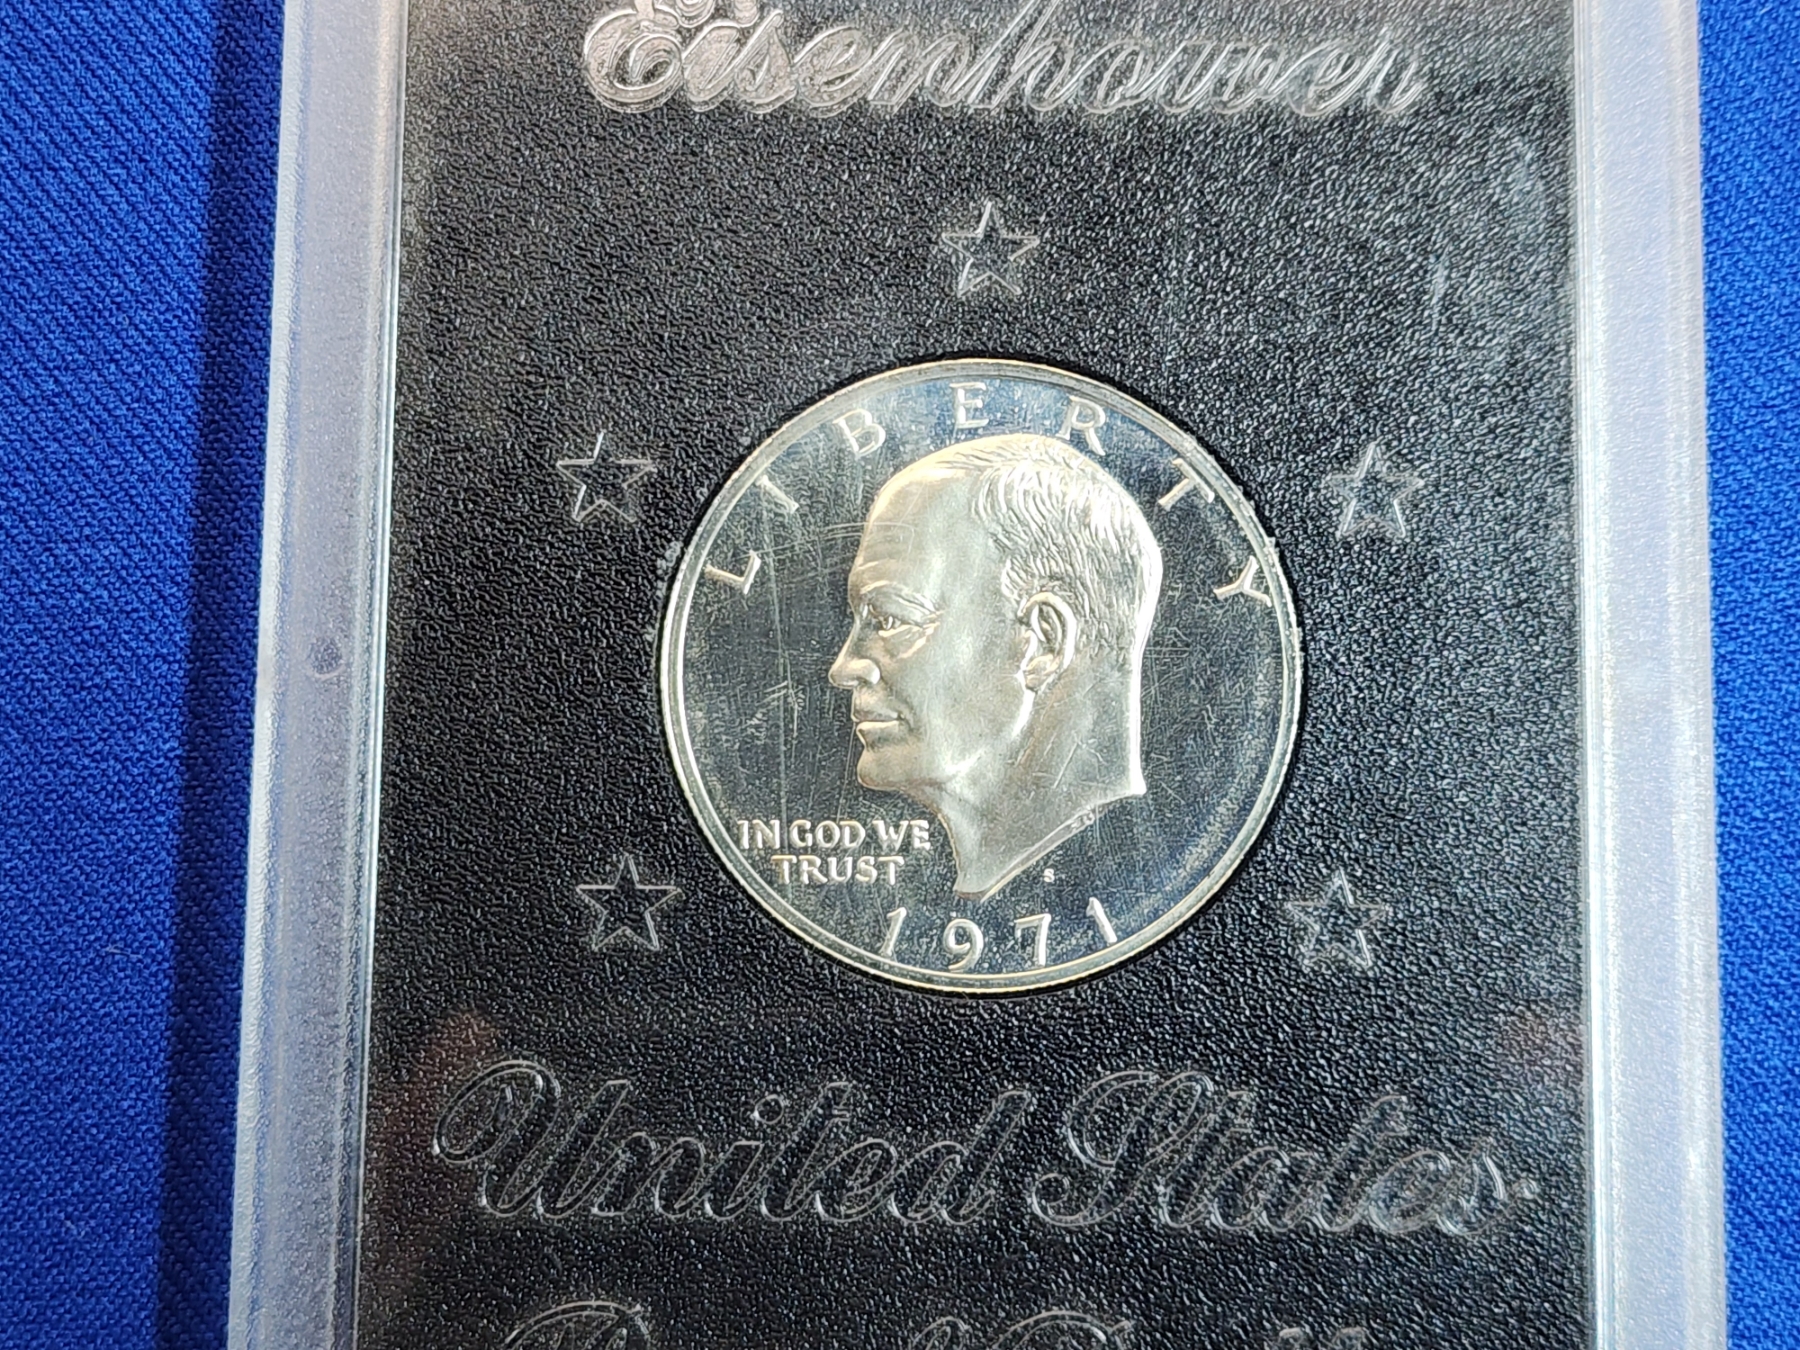 Eisenhower
LIBERTY
IN GOD WE
TRUST
S
1971
United States